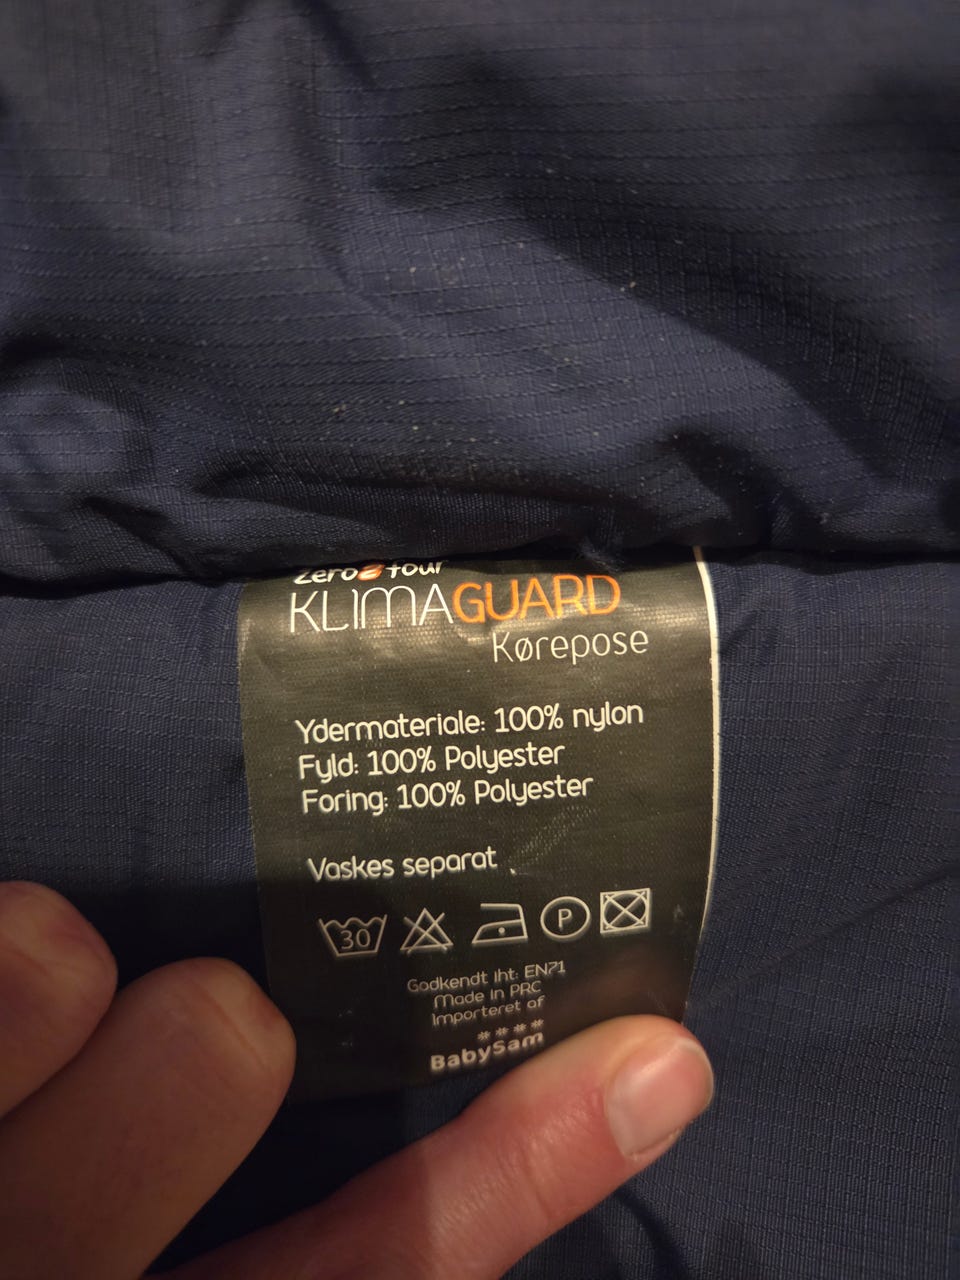 zero2four
KLIMAGUARD
Kørepose
Ydermateriale: 100% nylon
Fyld: 100% Polyester
Foring: 100% Polyester
Vaskes separat
30
P
Godkendt iht: EN71
Made in PRC
Importeret af
BabySam